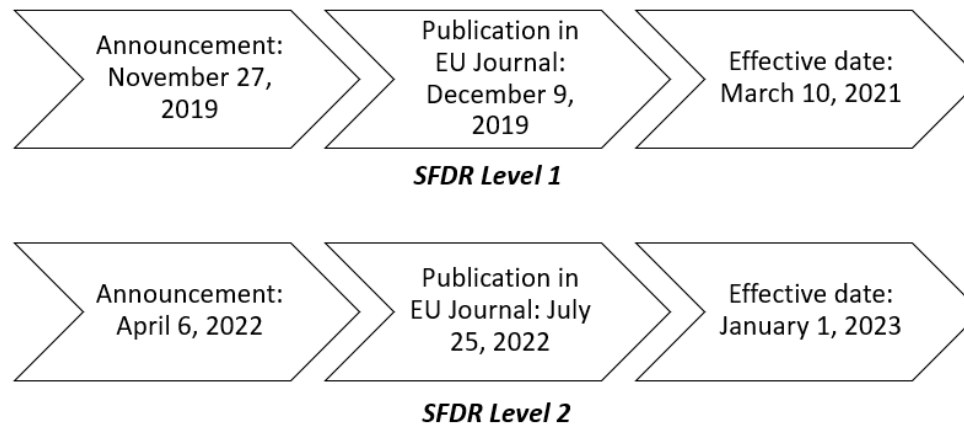 Announcement:
November 27,
2019
Publication in
EU Journal:
December 9,
2019
Effective date:
March 10, 2021
SFDR Level 1
Announcement:
April 6, 2022
Publication in
EU Journal: July
25, 2022
Effective date:
January 1, 2023
SFDR Level 2